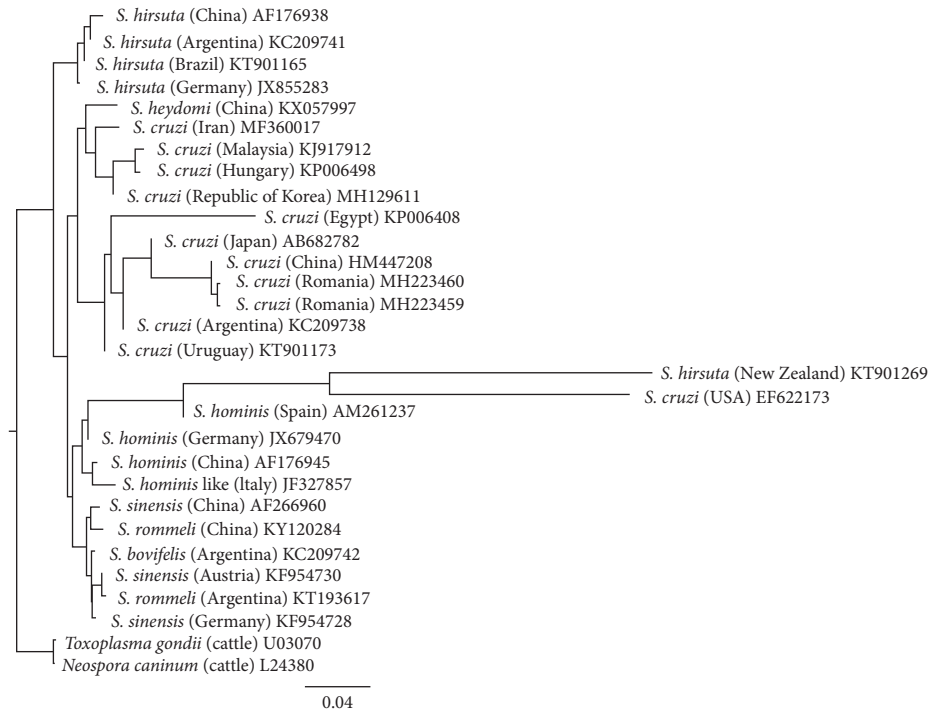 S. hirsuta (China) AF176938
S. hirsuta (Argentina) KC209741
S. hirsuta (Brazil) KT901165
S. hirsuta (Germany) JX855283
S. heydomi (China) KX057997
S. cruzi (Iran) MF360017
S. cruzi (Malaysia) KJ917912
S. cruzi (Hungary) KP006498
S. cruzi (Republic of Korea) MH129611
S. cruzi (Egypt) KP006408
S. cruzi (Japan) AB682782
S. cruzi (China) HM447208
S. cruzi (Romania) MH223460
S. cruzi (Romania) MH223459
S. cruzi (Argentina) KC209738
S. cruzi (Uruguay) KT901173
S. hirsuta (New Zealand) KT901269
S. cruzi (USA) EF622173
S. hominis (Spain) AM261237
S. hominis (Germany) JX679470
S. hominis (China) AF176945
S. hominis like (ltaly) JF327857
S. sinensis (China) AF266960
S. rommeli (China) KY120284
S. bovifelis (Argentina) KC209742
S. sinensis (Austria) KF954730
S. rommeli (Argentina) KT193617
S. sinensis (Germany) KF954728
Toxoplasma gondii (cattle) U03070
Neospora caninum (cattle) L24380
0.04